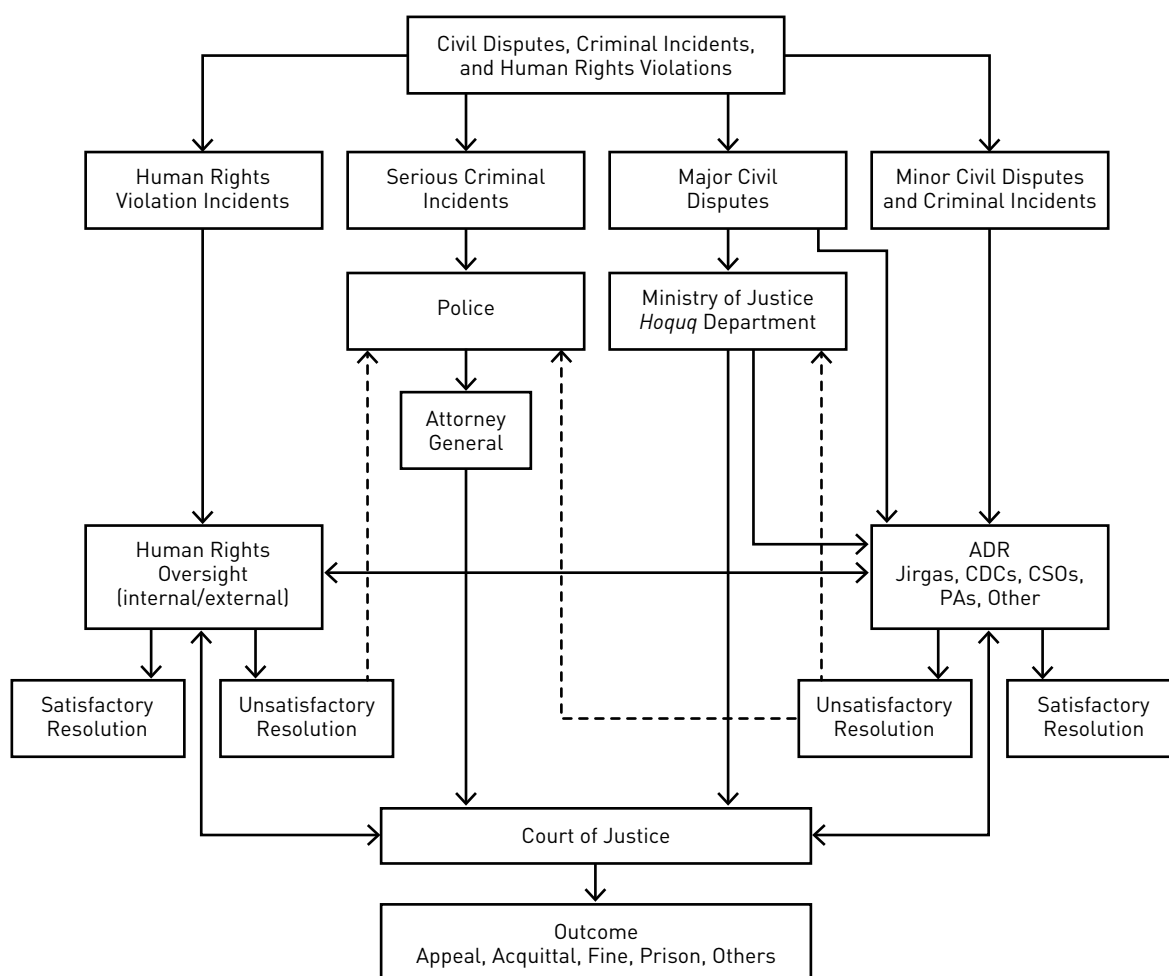 Civil Disputes, Criminal Incidents,
and Human Rights Violations
Human Rights
Violation Incidents
Serious Criminal
Incidents
Major Civil
Disputes
Minor Civil Disputes
and Criminal Incidents
Police
Ministry of Justice
Hoquq Department
Attorney
General
Human Rights
Oversight
(internal/external)
ADR
Jirgas, CDCs, CSOs,
PAs, Other
Satisfactory
Resolution
Unsatisfactory
Resolution
Unsatisfactory
Resolution
Satisfactory
Resolution
Court of Justice
Outcome
Appeal, Acquittal, Fine, Prison, Others